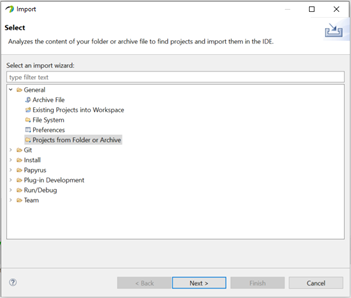 Import
Select
Analyzes the content of your folder or archive file to find projects and import them in the IDE.
Select an import wizard:
type filter text
General
Archive File
Existing Projects into Workspace
File System
Preferences
Projects from Folder or Archive
Git
Install
Papyrus
Plug-in Development
Run/Debug
Team
?
< Back
Next >
Finish
Cancel